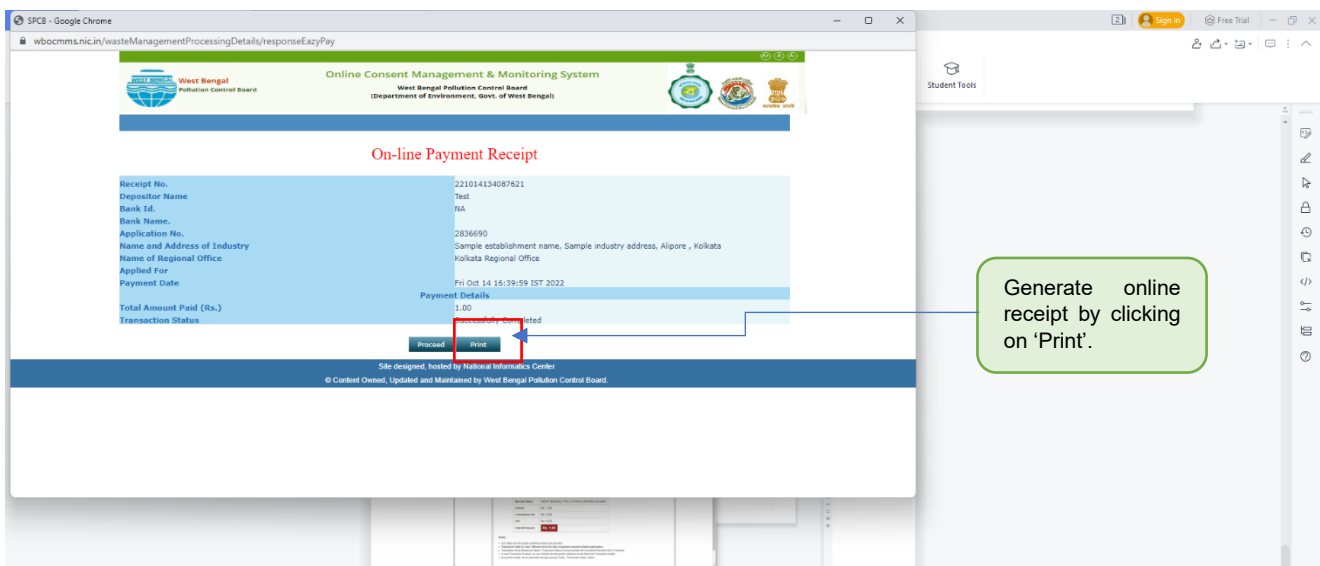 SPCB - Google Chrome
wbocmms.nic.in/wasteManagementProcessingDetails/responseEazyPay
2
Sign in
Free Trial
Student Tools
WEST BENGAL
West Bengal
Pollution Control Board
Online Consent Management & Monitoring System
West Bengal Pollution Control Board
(Department of Environment, Govt. of West Bengal)
On-line Payment Receipt
Receipt No. 221014134087621
Depositor Name Test
Bank Id. NA
Bank Name.
Application No. 2836690
Name and Address of Industry Sample establishment name, Sample industry address, Alipore , Kolkata
Name of Regional Office Kolkata Regional Office
Applied For
Payment Date Fri Oct 14 16:39:59 IST 2022
Payment Details
Total Amount Paid (Rs.) 1.00
Transaction Status Successfully Completed
Proceed Print
Site designed, hosted by National Informatics Center
© Content Owned, Updated and Maintained by West Bengal Pollution Control Board.
Generate online
receipt by clicking
on ‘Print’.